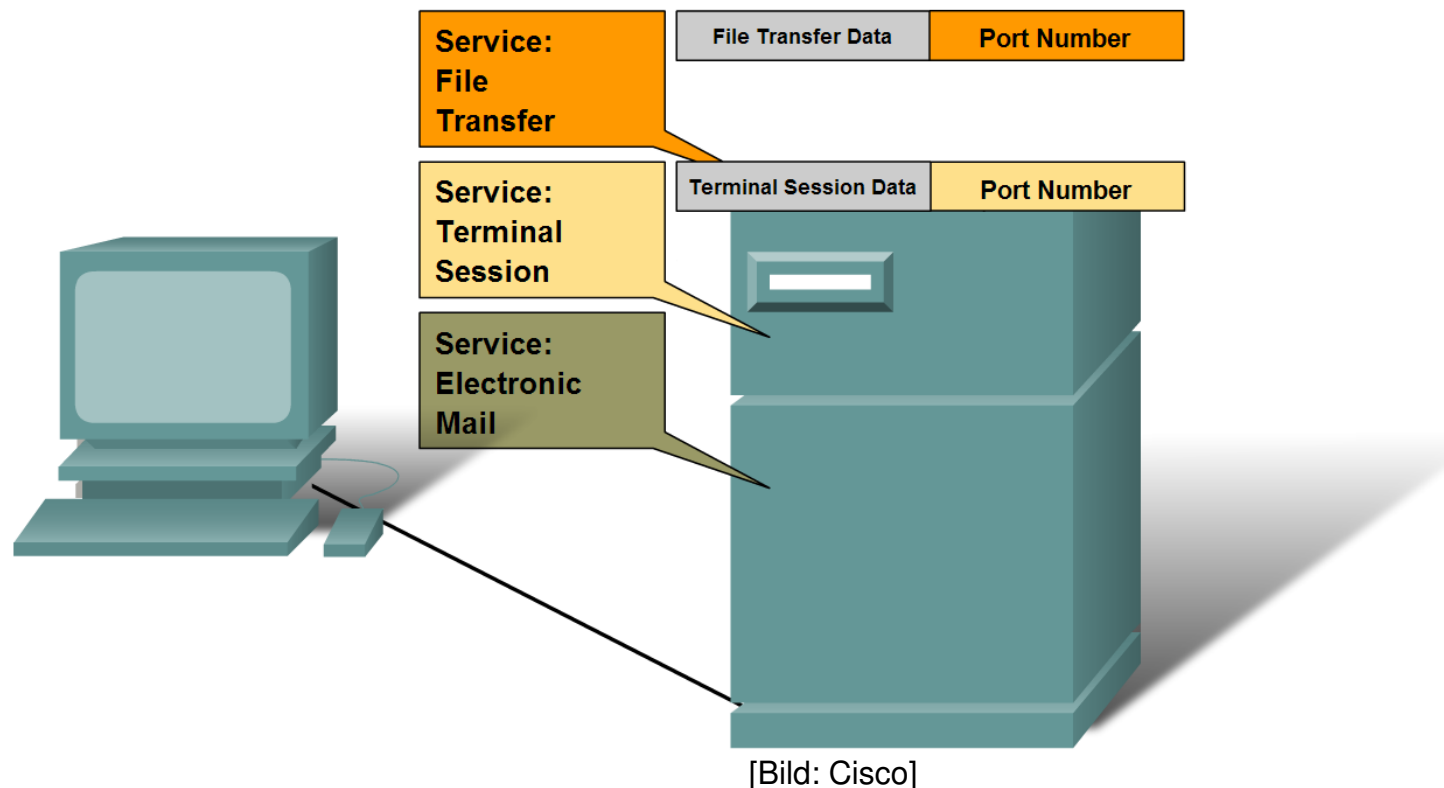 Service:
File
Transfer
File Transfer Data
Port Number
Service:
Terminal
Session
Terminal Session Data
Port Number
Service:
Electronic
Mail
[Bild: Cisco]